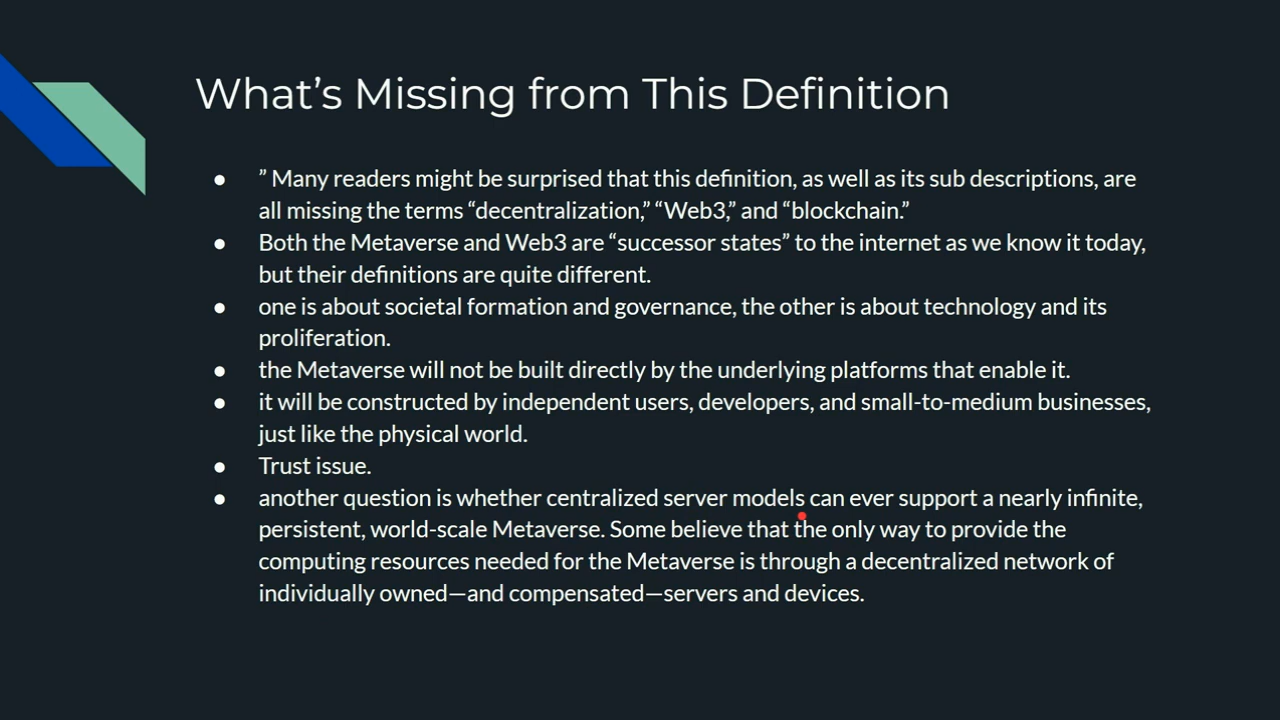 What’s Missing from This Definition
● ” Many readers might be surprised that this definition, as well as its sub descriptions, are
all missing the terms “decentralization,” “Web3,” and “blockchain.”
● Both the Metaverse and Web3 are “successor states” to the internet as we know it today,
but their definitions are quite different.
● one is about societal formation and governance, the other is about technology and its
proliferation.
● the Metaverse will not be built directly by the underlying platforms that enable it.
● it will be constructed by independent users, developers, and small-to-medium businesses,
just like the physical world.
● Trust issue.
● another question is whether centralized server models can ever support a nearly infinite,
persistent, world-scale Metaverse. Some believe that the only way to provide the
computing resources needed for the Metaverse is through a decentralized network of
individually owned—and compensated—servers and devices.